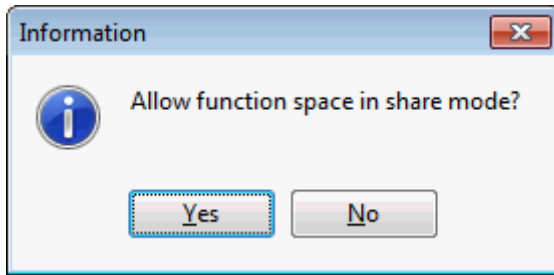 Information
Allow function space in share mode?
Yes
No